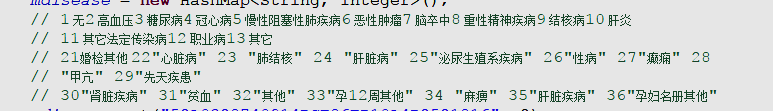 mdisease = new HashMap<String, Integer>();
// 1无2高血压3糖尿病4冠心病5慢性阻塞性肺疾病6恶性肿瘤7脑卒中8重性精神疾病9结核病10肝炎
// 11其它法定传染病12职业病13其它
// 21婚检其他22"心脏病" 23 "肺结核" 24 "肝脏病" 25"泌尿生殖系疾病" 26"性病" 27"癫痫" 28
// "甲亢" 29"先天疾患"
// 30"肾脏疾病" 31"贫血" 32"其他" 33"孕12周其他" 34 "麻痹" 35"肝脏疾病" 36"孕妇名册其他"